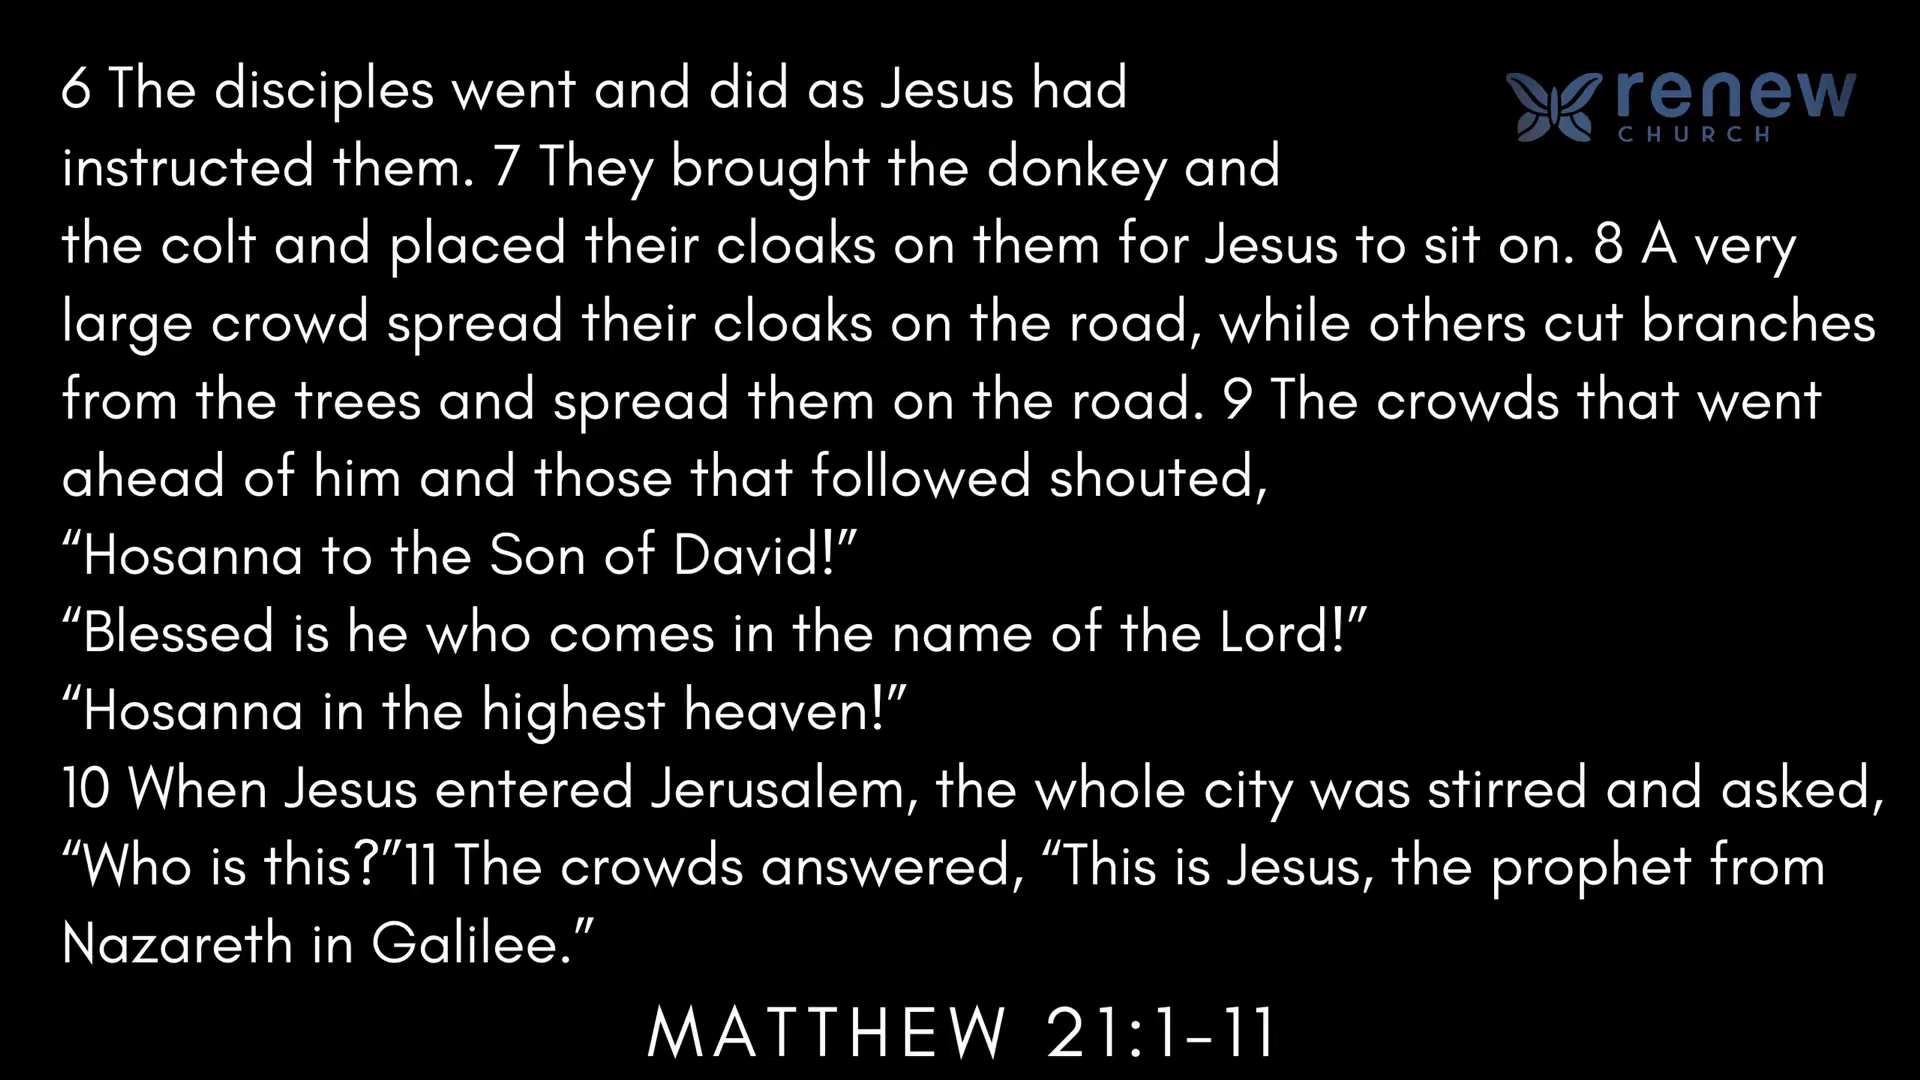 renew
CHURCH
6 The disciples went and did as Jesus had
instructed them. 7 They brought the donkey and
the colt and placed their cloaks on them for Jesus to sit on. 8 A very
large crowd spread their cloaks on the road, while others cut branches
from the trees and spread them on the road. 9 The crowds that went
ahead of him and those that followed shouted,
“Hosanna to the Son of David!”
“Blessed is he who comes in the name of the Lord!”
“Hosanna in the highest heaven!”
10 When Jesus entered Jerusalem, the whole city was stirred and asked,
“Who is this?”11 The crowds answered, “This is Jesus, the prophet from
Nazareth in Galilee.”
MATTHEW 21:1-11